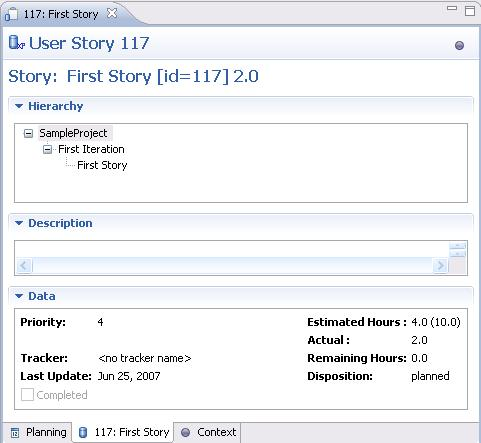 117: First Story
XP User Story 117
Story: First Story [id=117] 2.0
Hierarchy
SampleProject
First Iteration
First Story
Description
Data
Priority: 4 Estimated Hours : 4.0 (10.0)
Actual : 2.0
Tracker: <no tracker name> Remaining Hours: 0.0
Last Update: Jun 25, 2007 Disposition: planned
Completed
Planning 117: First Story Context